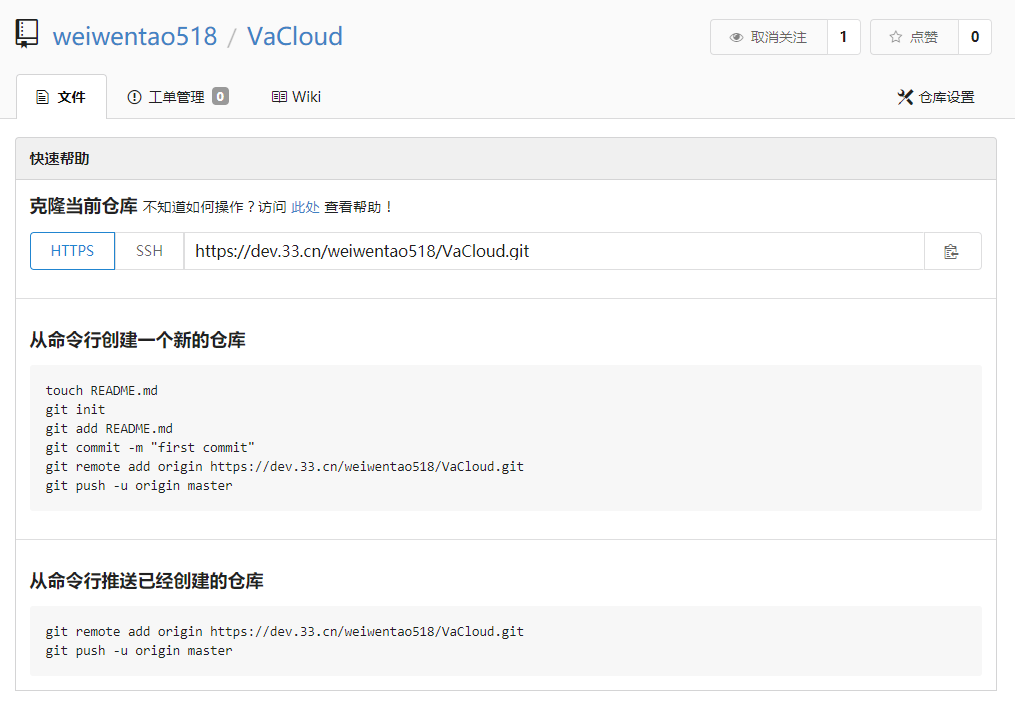 weiwentao518 / VaCloud
取消关注 1 点赞 0
文件 工单管理 0 Wiki 仓库设置
快速帮助
克隆当前仓库 不知道如何操作？访问 此处 查看帮助！
HTTPS SSH https://dev.33.cn/weiwentao518/VaCloud.git
从命令行创建一个新的仓库
touch README.md
git init
git add README.md
git commit -m "first commit"
git remote add origin https://dev.33.cn/weiwentao518/VaCloud.git
git push -u origin master
从命令行推送已经创建的仓库
git remote add origin https://dev.33.cn/weiwentao518/VaCloud.git
git push -u origin master